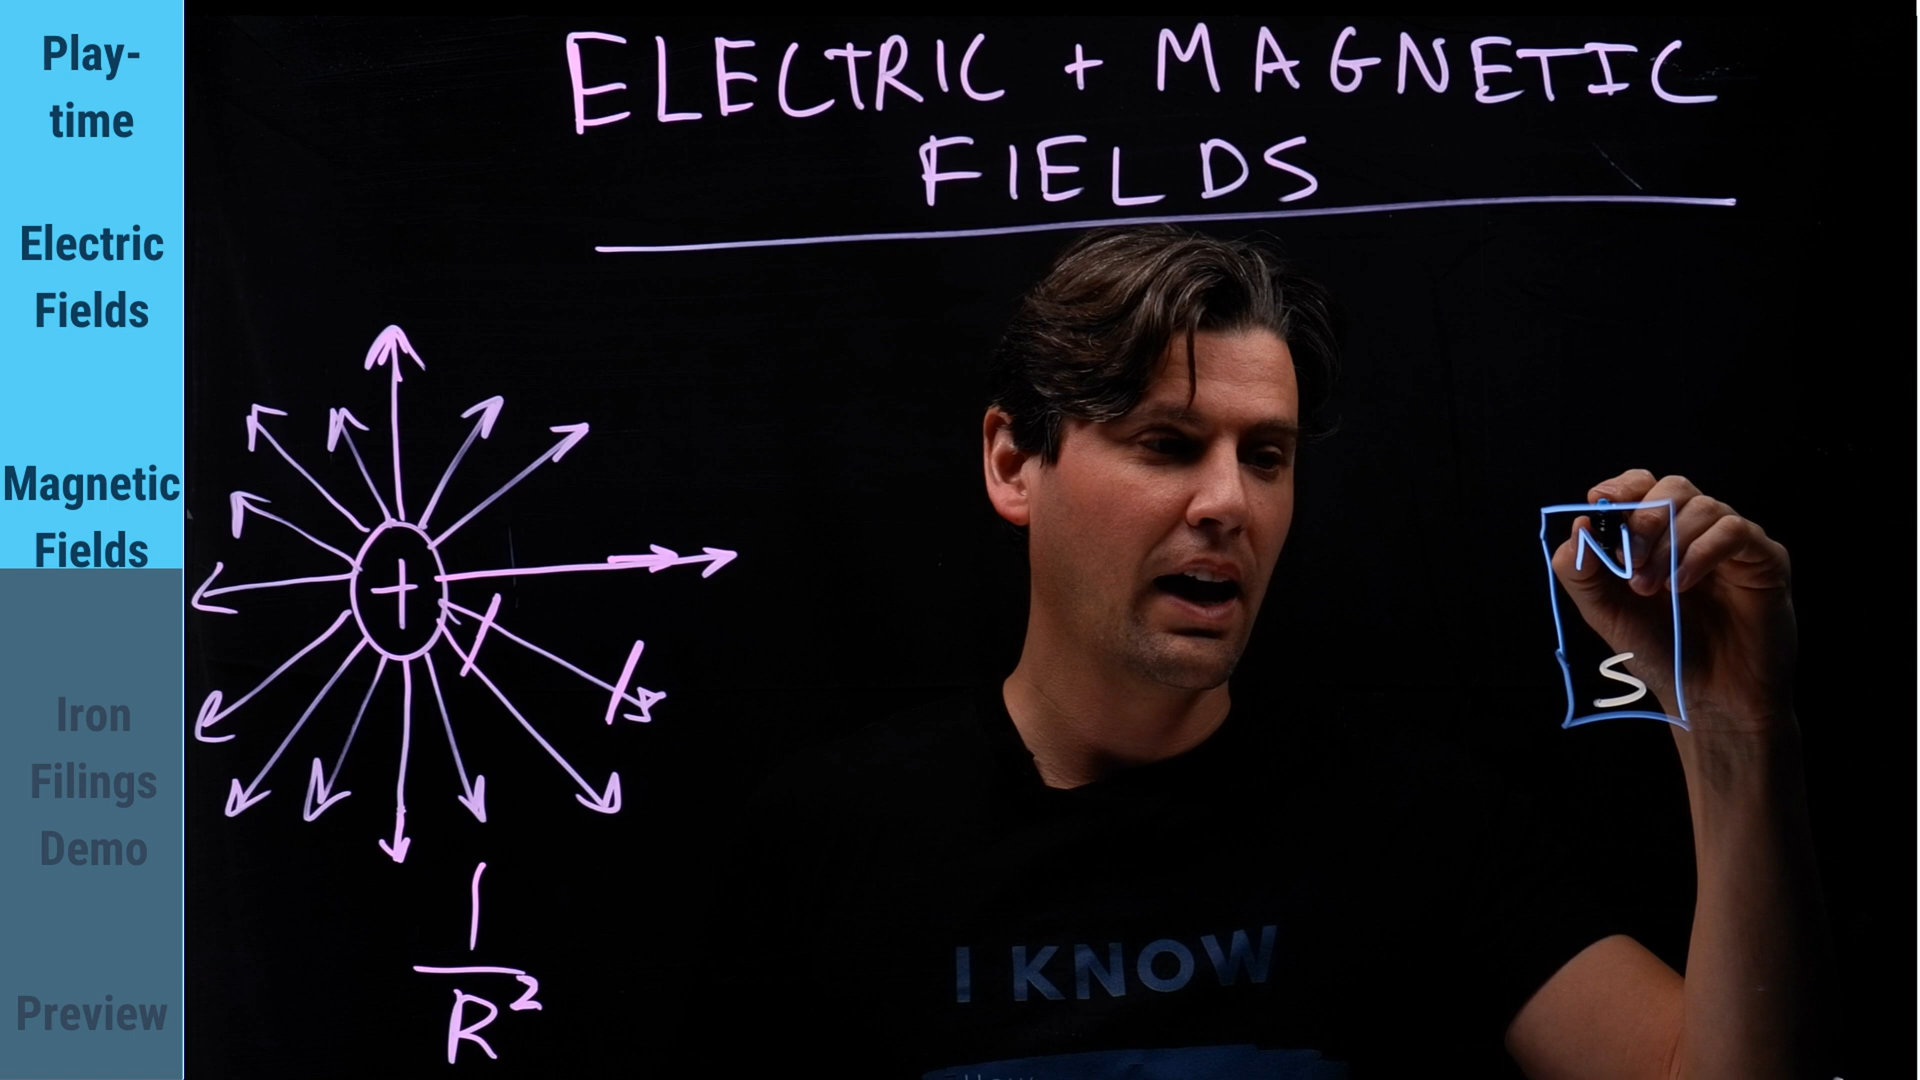 Play-
time
Electric
Fields
Magnetic
Fields
Iron
Filings
Demo
Preview
ELECTRIC + MAGNETIC
FIELDS
+
1
R²
N
S
I KNOW